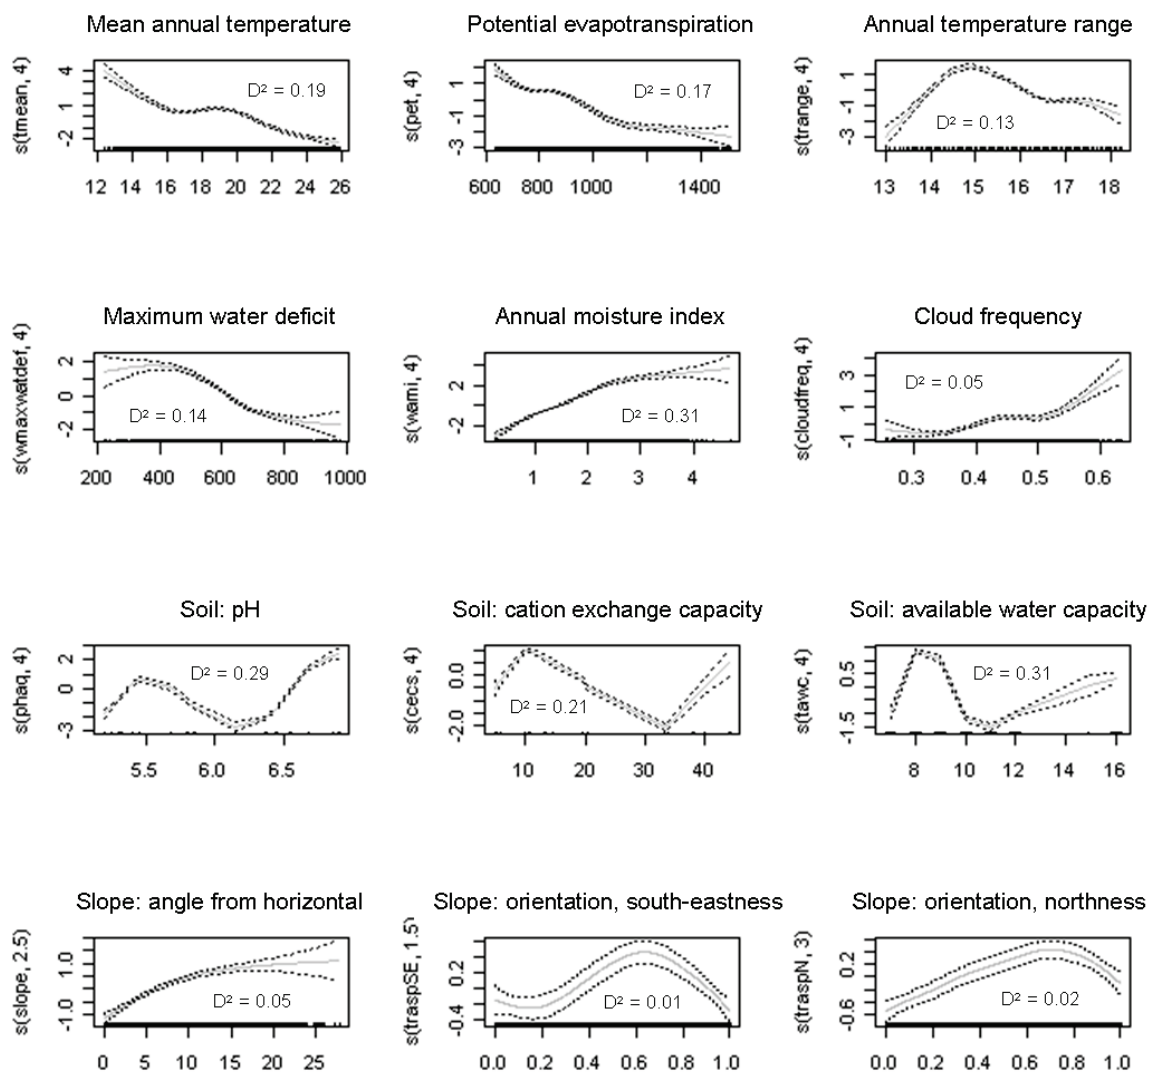 Mean annual temperature
s(tmean, 4)
4
1
-2
D² = 0.19
12 14 16 18 20 22 24 26
Potential evapotranspiration
s(pet, 4)
1
-1
-3
D² = 0.17
600 800 1000 1400
Annual temperature range
s(trange, 4)
1
-1
-3
D² = 0.13
13 14 15 16 17 18
Maximum water deficit
s(wmaxwatdef, 4)
2
0
-2
D² = 0.14
200 400 600 800 1000
Annual moisture index
s(wami, 4)
2
-2
D² = 0.31
1 2 3 4
Cloud frequency
s(cloudfreq, 4)
3
1
-1
D² = 0.05
0.3 0.4 0.5 0.6
Soil: pH
s(phaq, 4)
2
0
-3
D² = 0.29
5.5 6.0 6.5
Soil: cation exchange capacity
s(cecs, 4)
0.0
-2.0
D² = 0.21
10 20 30 40
Soil: available water capacity
s(tawc, 4)
0.5
-1.5
D² = 0.31
8 10 12 14 16
Slope: angle from horizontal
s(slope, 2.5)
1.0
-1.0
D² = 0.05
0 5 10 15 20 25
Slope: orientation, south-eastness
s(traspSE, 1.5)
0.2
-0.4
D² = 0.01
0.0 0.2 0.4 0.6 0.8 1.0
Slope: orientation, northness
s(traspN, 3)
0.2
-0.6
D² = 0.02
0.0 0.2 0.4 0.6 0.8 1.0